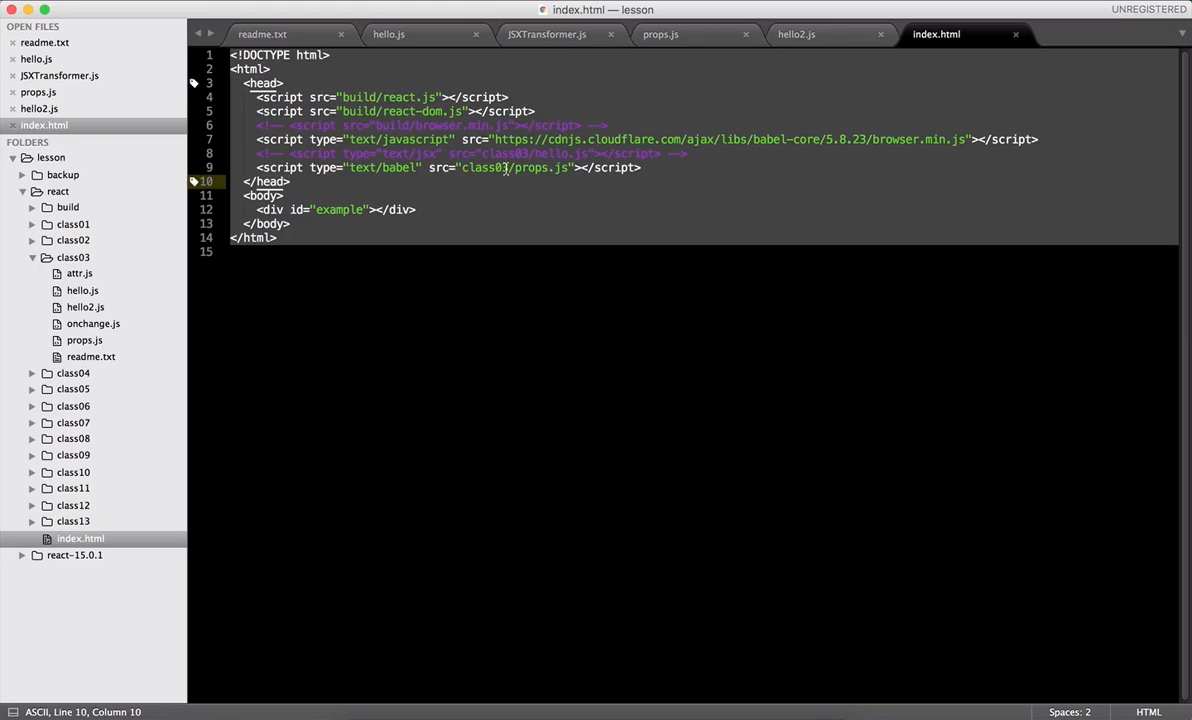 index.html — lesson
UNREGISTERED
OPEN FILES
readme.txt
hello.js
JSXTransformer.js
props.js
hello2.js
index.html
FOLDERS
lesson
backup
react
build
class01
class02
class03
attr.js
hello.js
hello2.js
onchange.js
props.js
readme.txt
class04
class05
class06
class07
class08
class09
class10
class11
class12
class13
index.html
react-15.0.1
readme.txt
hello.js
JSXTransformer.js
props.js
hello2.js
index.html
1 <!DOCTYPE html>
2 <html>
3 <head>
4 <script src="build/react.js"></script>
5 <script src="build/react-dom.js"></script>
6 <!-- <script src="build/browser.min.js"></script> -->
7 <script type="text/javascript" src="https://cdnjs.cloudflare.com/ajax/libs/babel-core/5.8.23/browser.min.js"></script>
8 <!-- <script type="text/jsx" src="class03/hello.js"></script> -->
9 <script type="text/babel" src="class03/props.js"></script>
10 </head>
11 <body>
12 <div id="example"></div>
13 </body>
14 </html>
15
ASCII, Line 10, Column 10
Spaces: 2
HTML